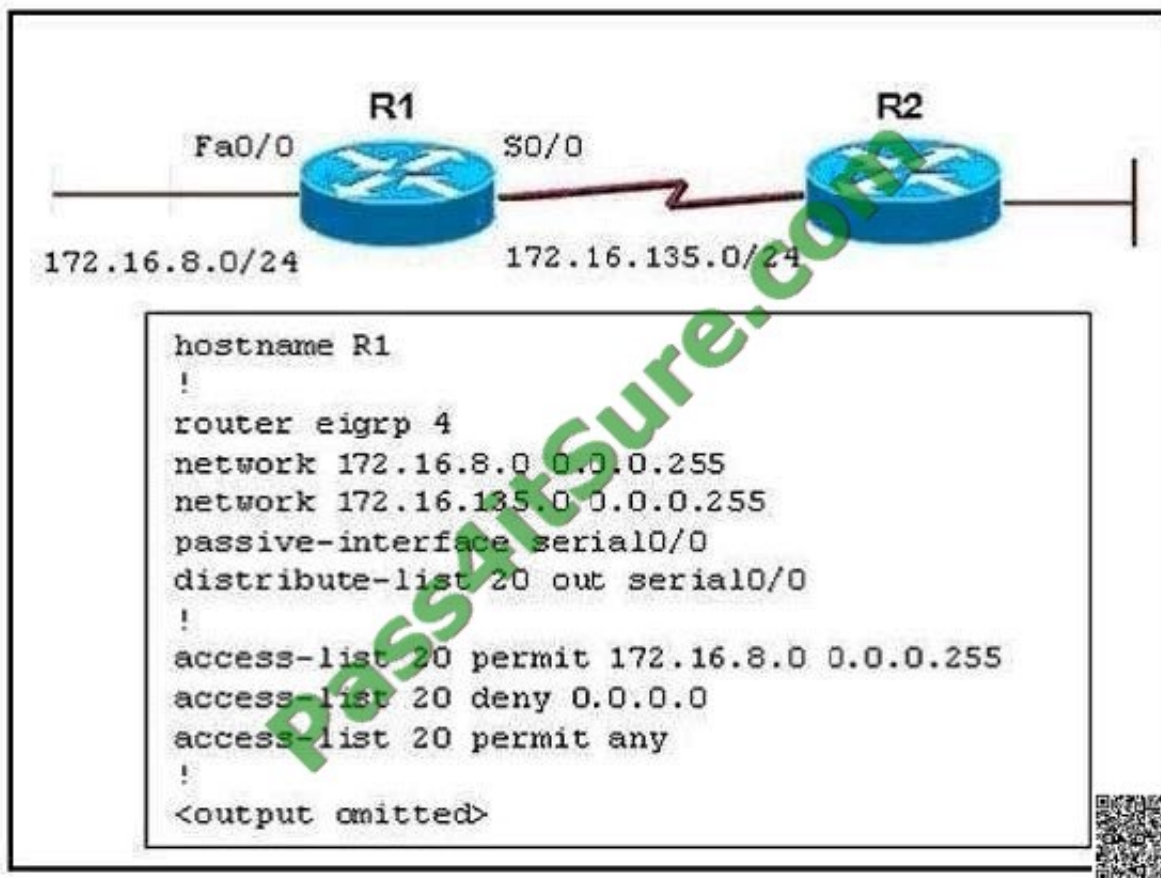 R1
R2
Fa0/0
S0/0
172.16.8.0/24
172.16.135.0/24
hostname R1
!
router eigrp 4
network 172.16.8.0 0.0.0.255
network 172.16.135.0 0.0.0.255
passive-interface serial0/0
distribute-list 20 out serial0/0
!
access-list 20 permit 172.16.8.0 0.0.0.255
access-list 20 deny 0.0.0.0
access-list 20 permit any
!
<output omitted>
Pass4itSure.com